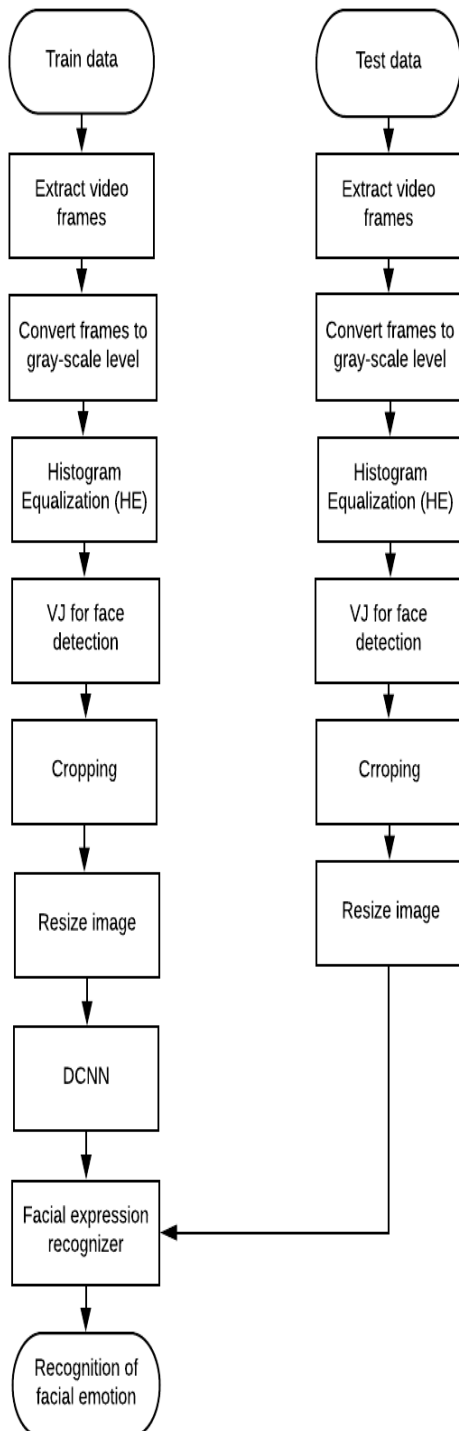 Train data
Extract video
frames
Convert frames to
gray-scale level
Histogram
Equalization (HE)
VJ for face
detection
Cropping
Resize image
DCNN
Facial expression
recognizer
Recognition of
facial emotion
Test data
Extract video
frames
Convert frames to
gray-scale level
Histogram
Equalization (HE)
VJ for face
detection
Crroping
Resize image